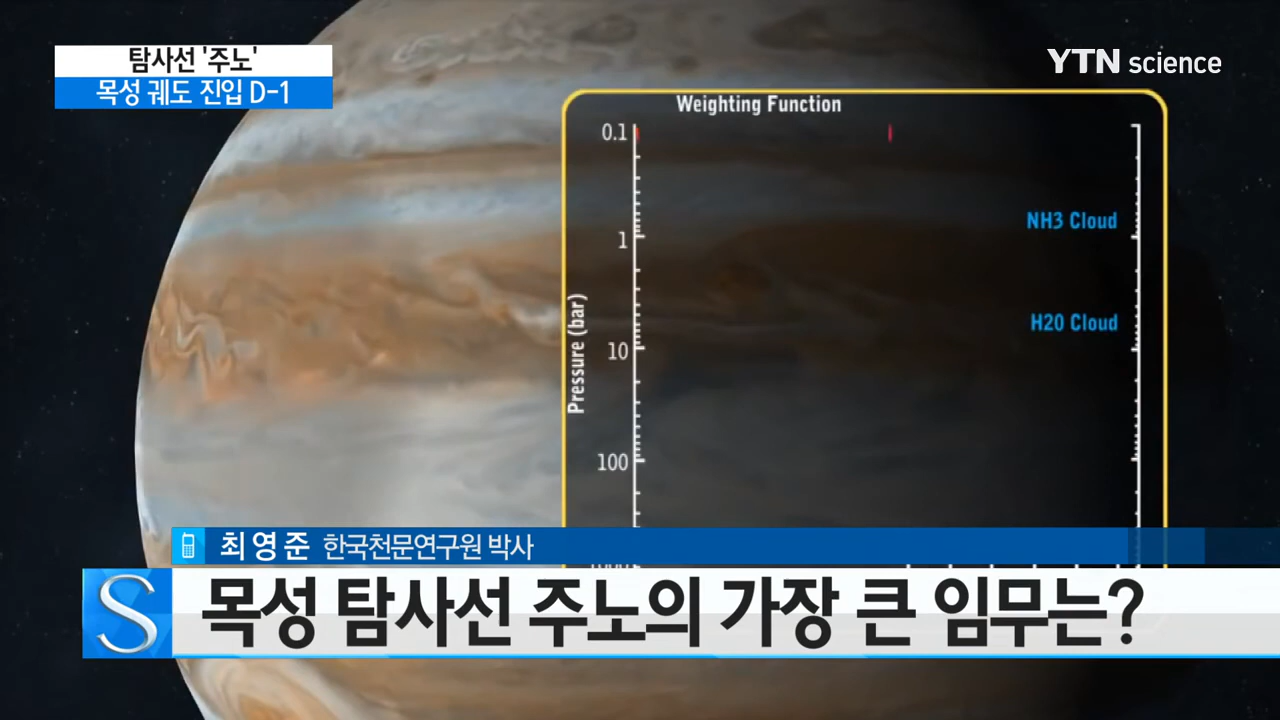 탐사선 '주노'
목성 궤도 진입 D-1
YTN science
Weighting Function
0.1
NH3 Cloud
1
H20 Cloud
Pressure (bar)
10
100
최영준 한국천문연구원 박사
S 목성 탐사선 주노의 가장 큰 임무는?